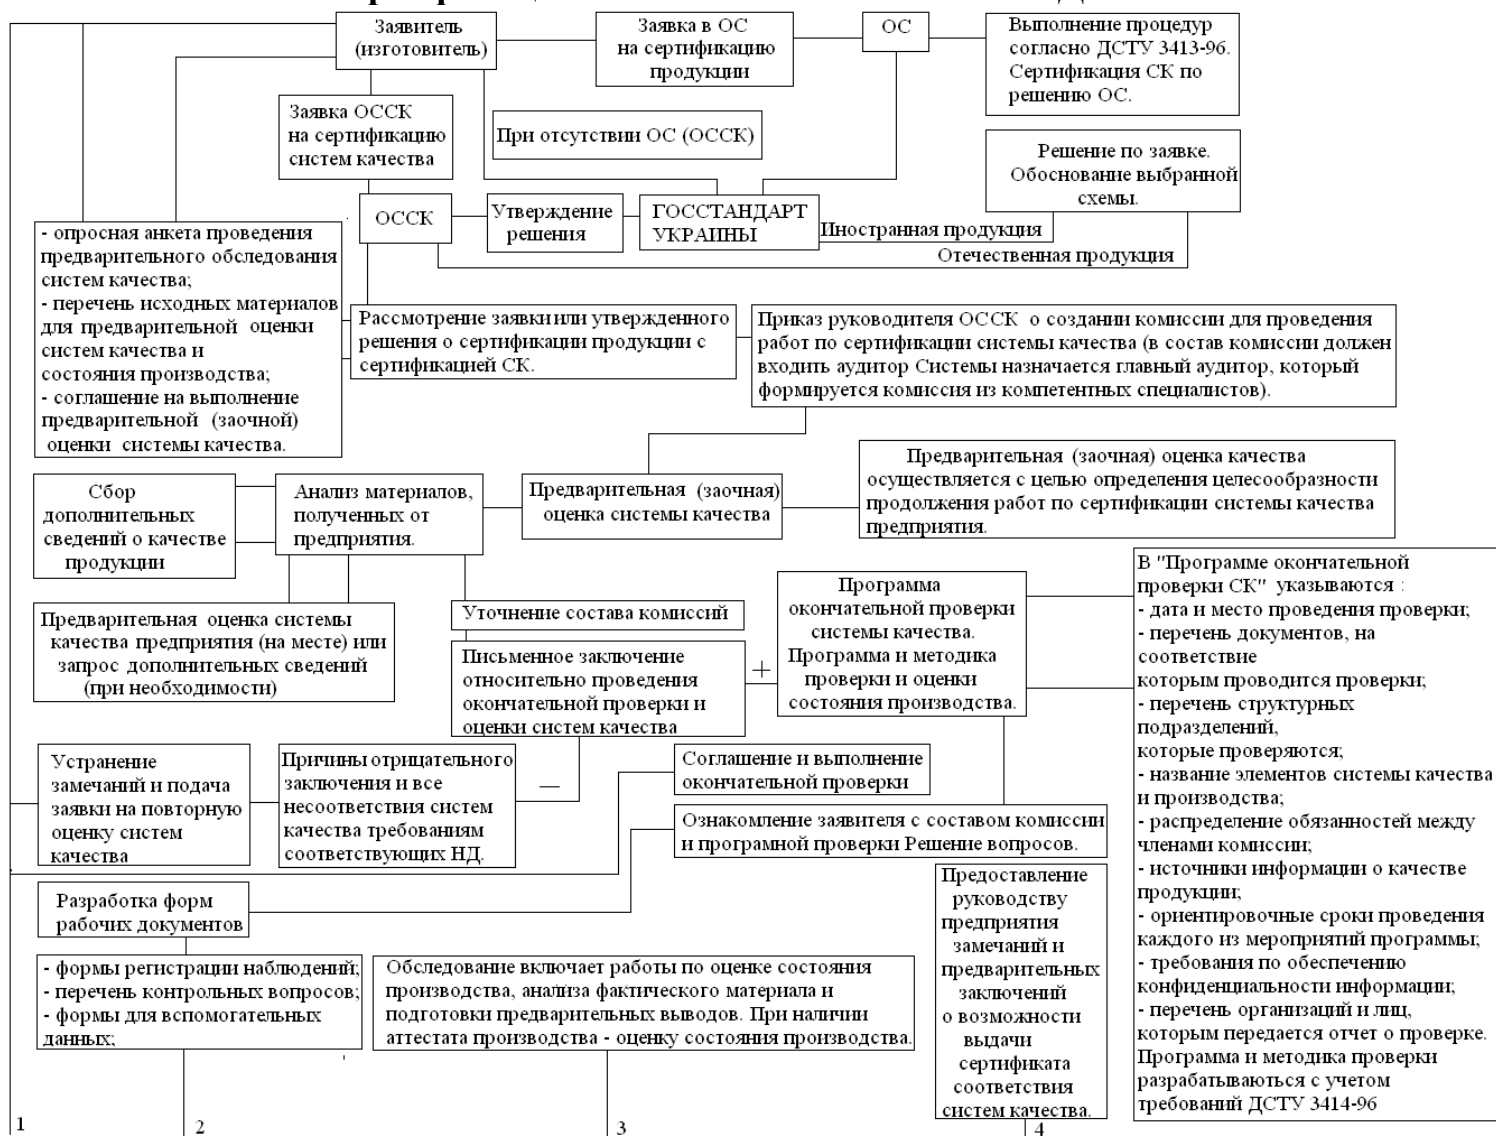 Заявитель
(изготовитель)
Заявка в ОС
на сертификацию
продукции
ОС
Выполнение процедур
согласно ДСТУ 3413-96.
Сертификация СК по
решению ОС.
Заявка ОССК
на сертификацию
систем качества
При отсутствии ОС (ОССК)
Решение по заявке.
Обоснование выбранной
схемы.
ОССК
Утверждение
решения
ГОССТАНДАРТ
УКРАИНЫ
Иностранная продукция
Отечественная продукция
- опросная анкета проведения
предварительного обследования
систем качества;
- перечень исходных материалов
для предварительной оценки
систем качества и
состояния производства;
- соглашение на выполнение
предварительной (заочной)
оценки системы качества.
Рассмотрение заявки или утвержденного
решения о сертификации продукции с
сертификацией СК.
Приказ руководителя ОССК о создании комиссии для проведения
работ по сертификации системы качества (в состав комиссии должен
входить аудитор Системы назначается главный аудитор, который
формируется комиссия из компетентных специалистов).
Сбор
дополнительных
сведений о качестве
продукции
Анализ материалов,
полученных от
предприятия.
Предварительная (заочная)
оценка системы качества
Предварительная (заочная) оценка качества
осуществляется с целью определения целесообразности
продолжения работ по сертификации системы качества
предприятия.
Предварительная оценка системы
качества предприятия (на месте) или
запрос дополнительных сведений
(при необходимости)
Уточнение состава комиссий
Письменное заключение
относительно проведения
окончательной проверки и
оценки систем качества
+
Программа
окончательной проверки
системы качества.
Программа и методика
проверки и оценки
состояния производства.
В "Программе окончательной
проверки СК" указываются :
- дата и место проведения проверки;
- перечень документов, на
соответствие
которым проводится проверки;
- перечень структурных
подразделений,
которые проверяются;
- название элементов системы качества
и производства;
- распределение обязанностей между
членами комиссии;
- источники информации о качестве
продукции;
- ориентировочные сроки проведения
каждого из мероприятий программы;
- требования по обеспечению
конфиденциальности информации;
- перечень организаций и лиц,
которым передается отчет о проверке.
Программа и методика проверки
разрабатываються с учетом
требований ДСТУ 3414-96
Устранение
замечаний и подача
заявки на повторную
оценку систем
качества
Причины отрицательного
заключения и все
несоответствия систем
качества требованиям
соответствующих НД.
—
Соглашение и выполнение
окончательной проверки
Ознакомление заявителя с составом комиссии
и програмной проверки Решение вопросов.
Разработка форм
рабочих документов
- формы регистрации наблюдений;
- перечень контрольных вопросов;
- формы для вспомогательных
данных;
Обследование включает работы по оценке состояния
производства, анализа фактического материала и
подготовки предварительных выводов. При наличии
аттестата производства - оценку состояния производства.
Предоставление
руководству
предприятия
замечаний и
предварительных
заключений
о возможности
выдачи
сертификата
соответствия
систем качества.
1
2
3
4